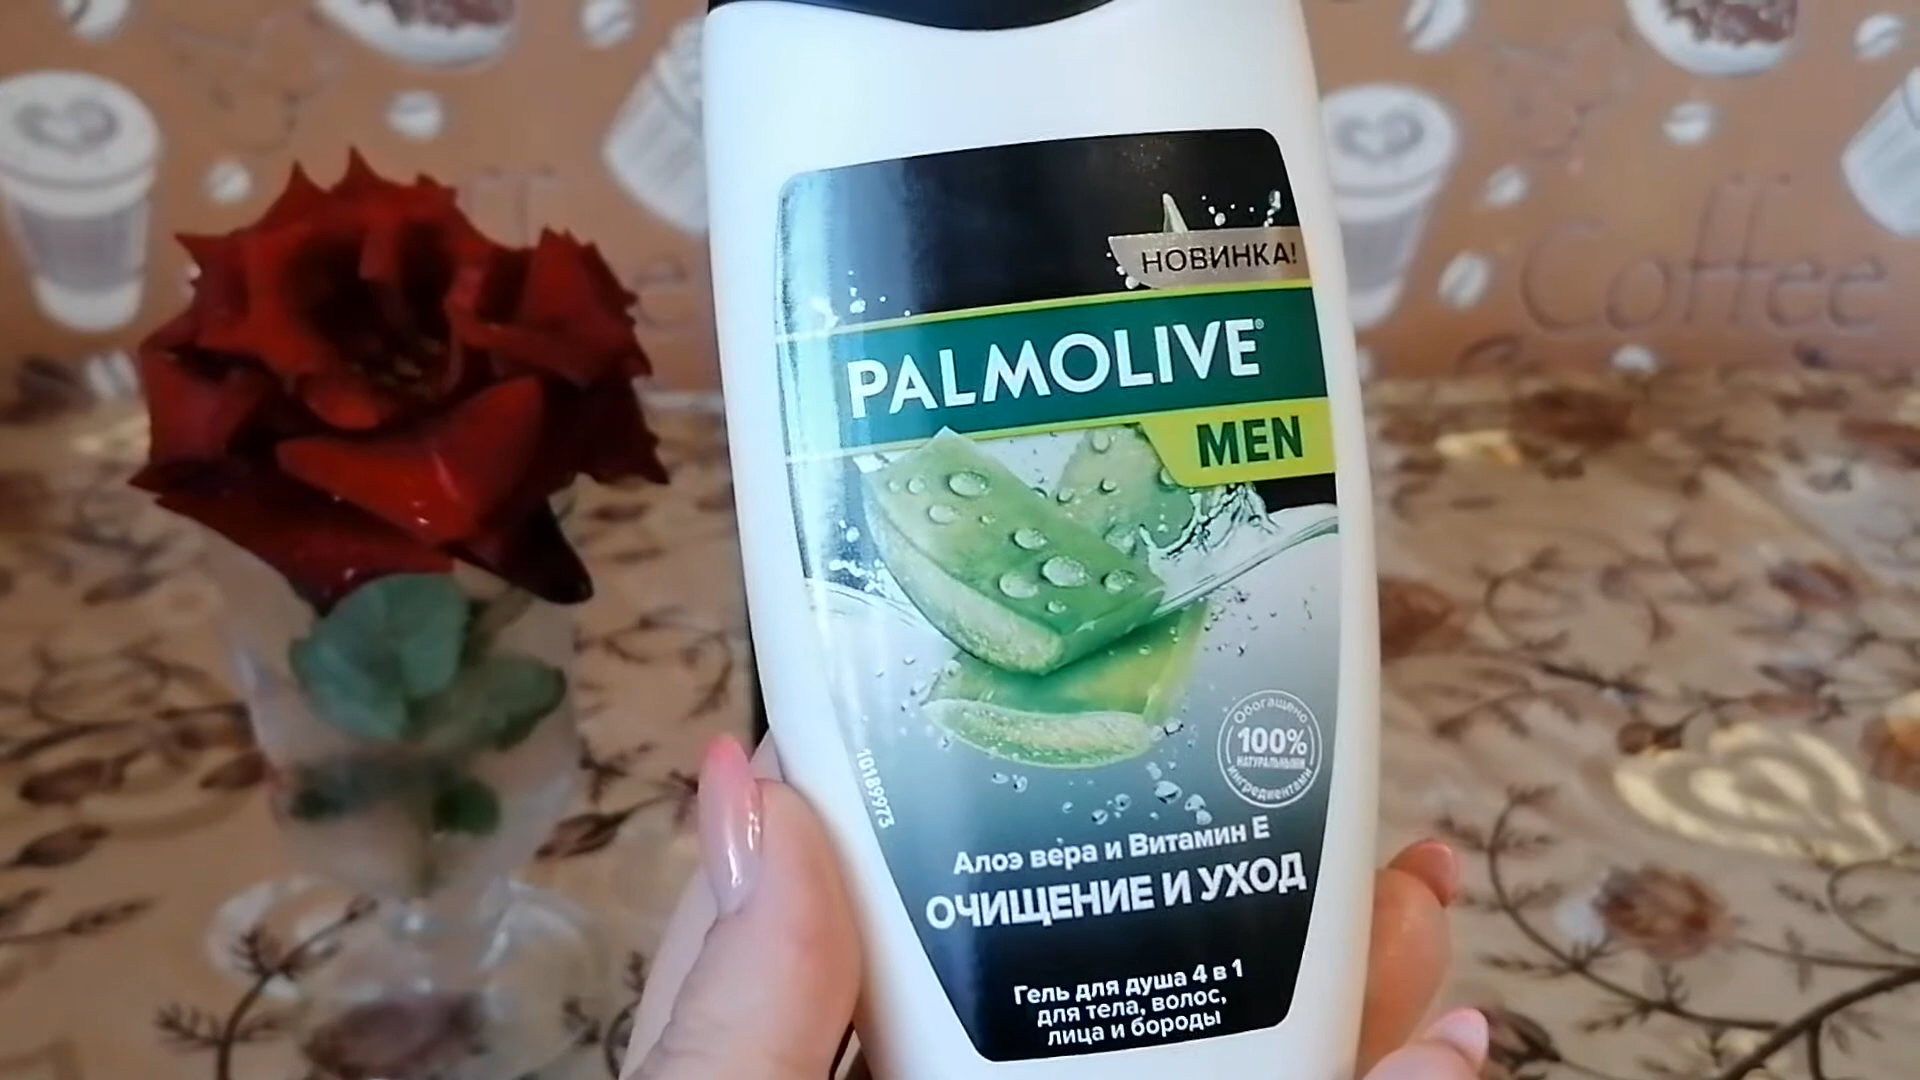 НОВИНКА!
PALMOLIVE®
MEN
Обогащено
100%
НАТУРАЛЬНЫМИ
ингредиентами
10189973
Алоэ вера и Витамин Е
ОЧИЩЕНИЕ И УХОД
Гель для душа 4 в 1
для тела, волос,
лица и бороды
Coffee